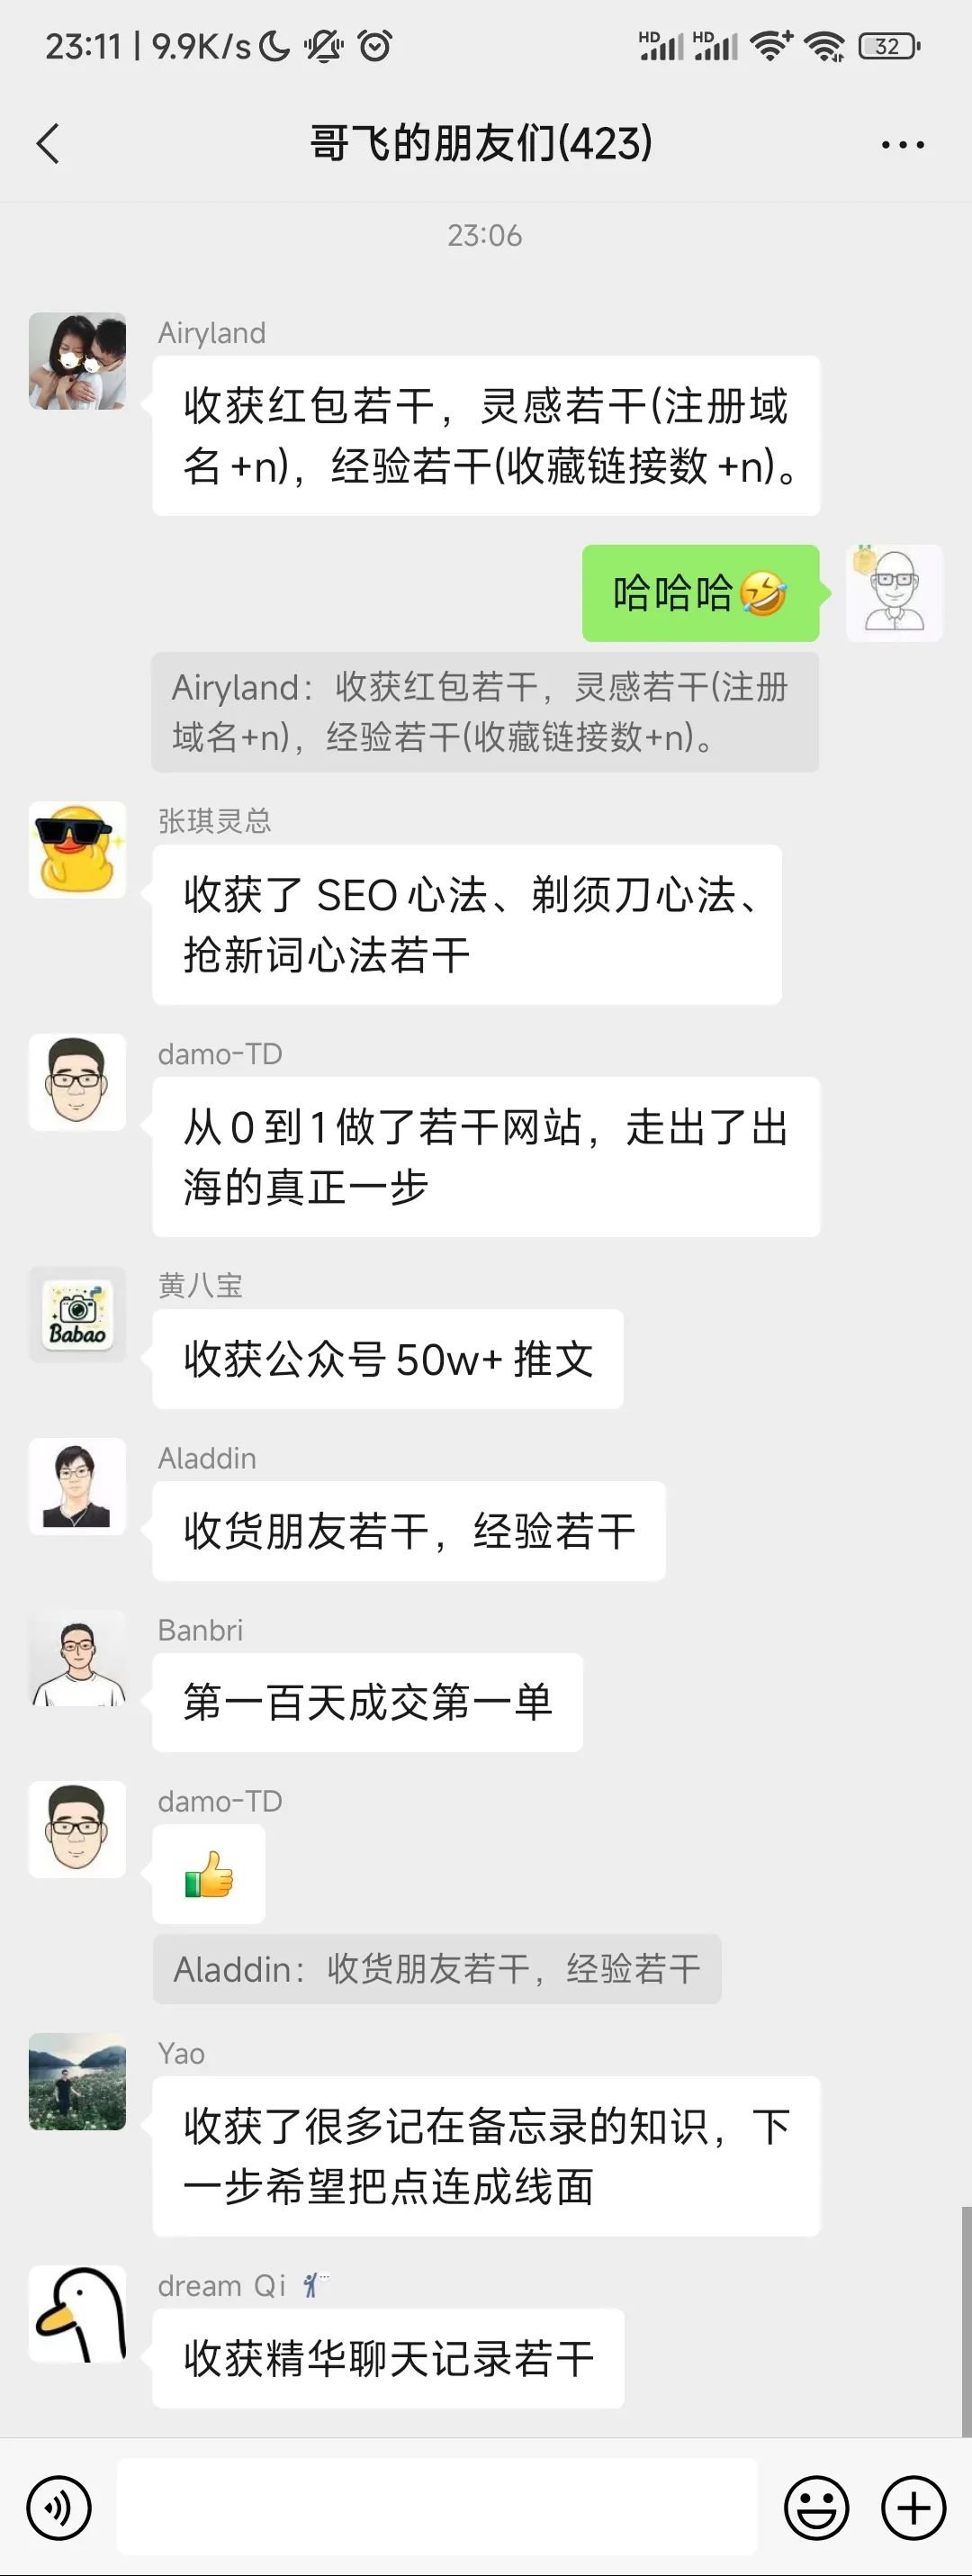 23:11 | 9.9K/s
HD HD 32
哥飞的朋友们(423)
23:06
Airyland
收获红包若干，灵感若干(注册域
名+n)，经验若干(收藏链接数+n)。
哈哈哈🤣
Airyland：收获红包若干，灵感若干(注册
域名+n)，经验若干(收藏链接数+n)。
张琪灵总
收获了 SEO 心法、剃须刀心法、
抢新词心法若干
damo-TD
从 0 到 1 做了若干网站，走出了出
海的真正一步
黄八宝
Babao
收获公众号 50w+ 推文
Aladdin
收货朋友若干，经验若干
Banbri
第一百天成交第一单
damo-TD
👍
Aladdin：收货朋友若干，经验若干
Yao
收获了很多记在备忘录的知识，下
一步希望把点连成线面
dream Qi
收获精华聊天记录若干